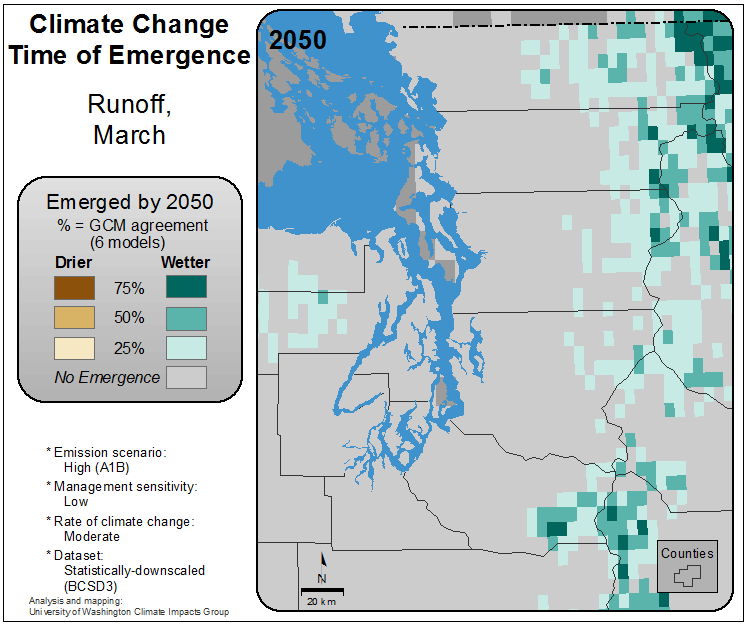 Climate Change
Time of Emergence
Runoff,
March
Emerged by 2050
% = GCM agreement
(6 models)
Drier Wetter
75%
50%
25%
No Emergence
* Emission scenario:
High (A1B)
* Management sensitivity:
Low
* Rate of climate change:
Moderate
* Dataset:
Statistically-downscaled
(BCSD3)
Analysis and mapping:
University of Washington Climate Impacts Group
2050
N
20 km
Counties